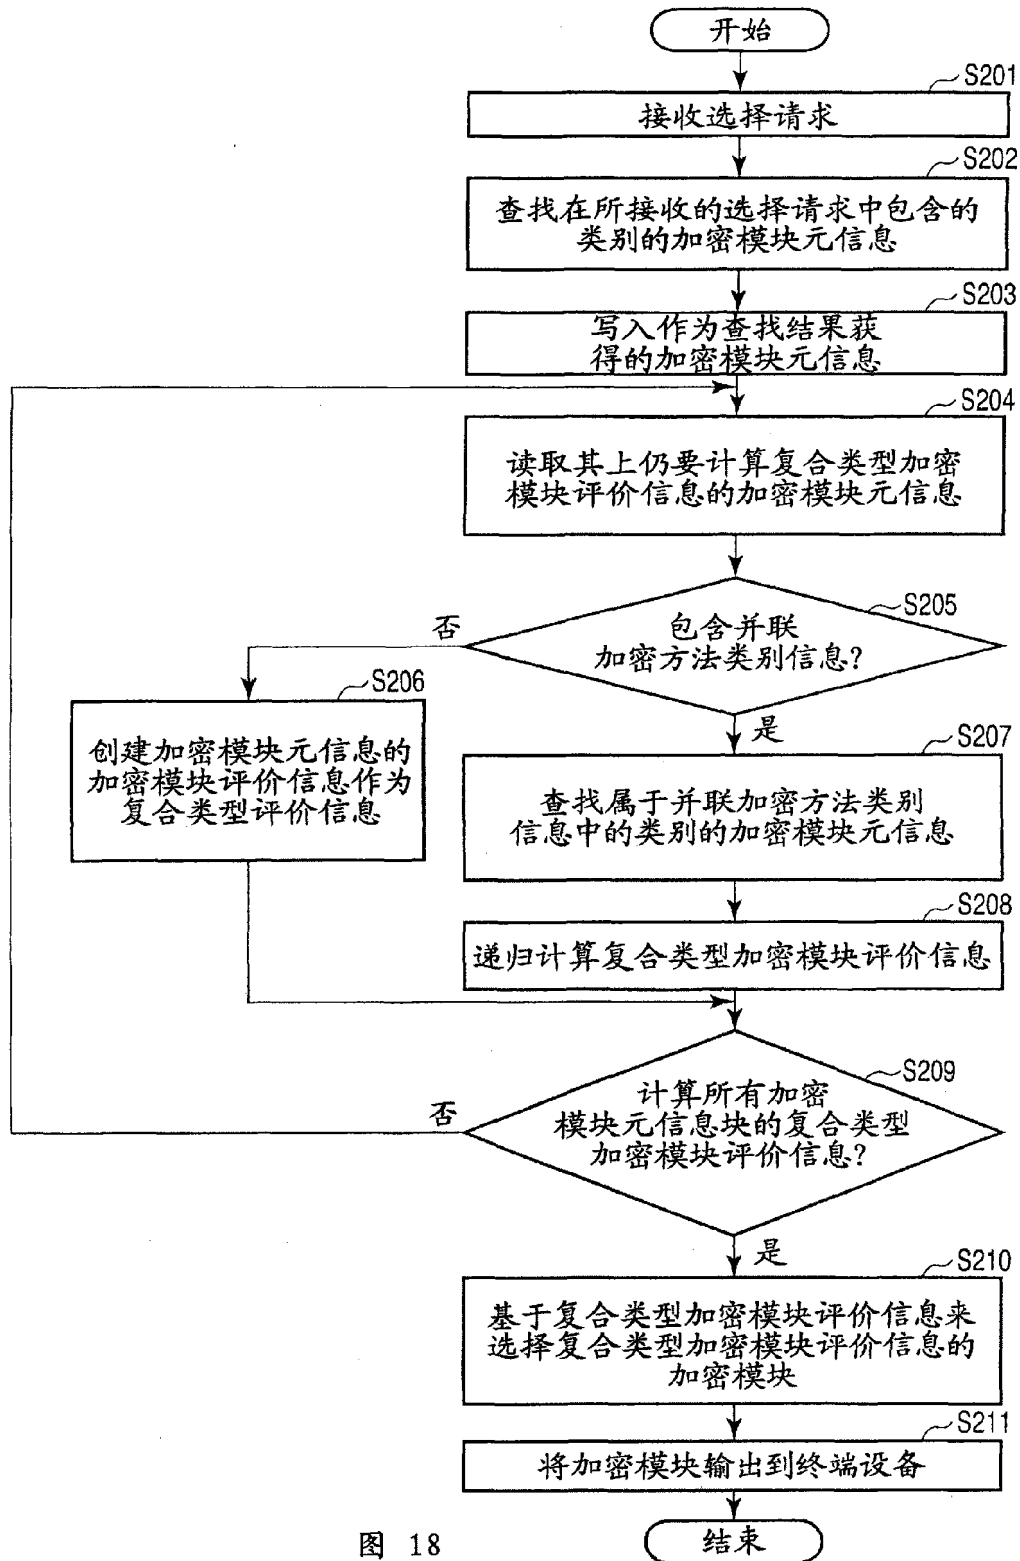 开始
S201
接收选择请求
S202
查找在所接收的选择请求中包含的
类别的加密模块元信息
S203
写入作为查找结果获
得的加密模块元信息
S204
读取其上仍要计算复合类型加密
模块评价信息的加密模块元信息
S205
包含并联
加密方法类别信息?
否
是
S206
创建加密模块元信息的
加密模块评价信息作为
复合类型评价信息
S207
查找属于并联加密方法类别
信息中的类别的加密模块元信息
S208
递归计算复合类型加密模块评价信息
S209
计算所有加密
模块元信息块的复合类型
加密模块评价信息?
否
是
S210
基于复合类型加密模块评价信息来
选择复合类型加密模块评价信息的
加密模块
S211
将加密模块输出到终端设备
结束
图 18